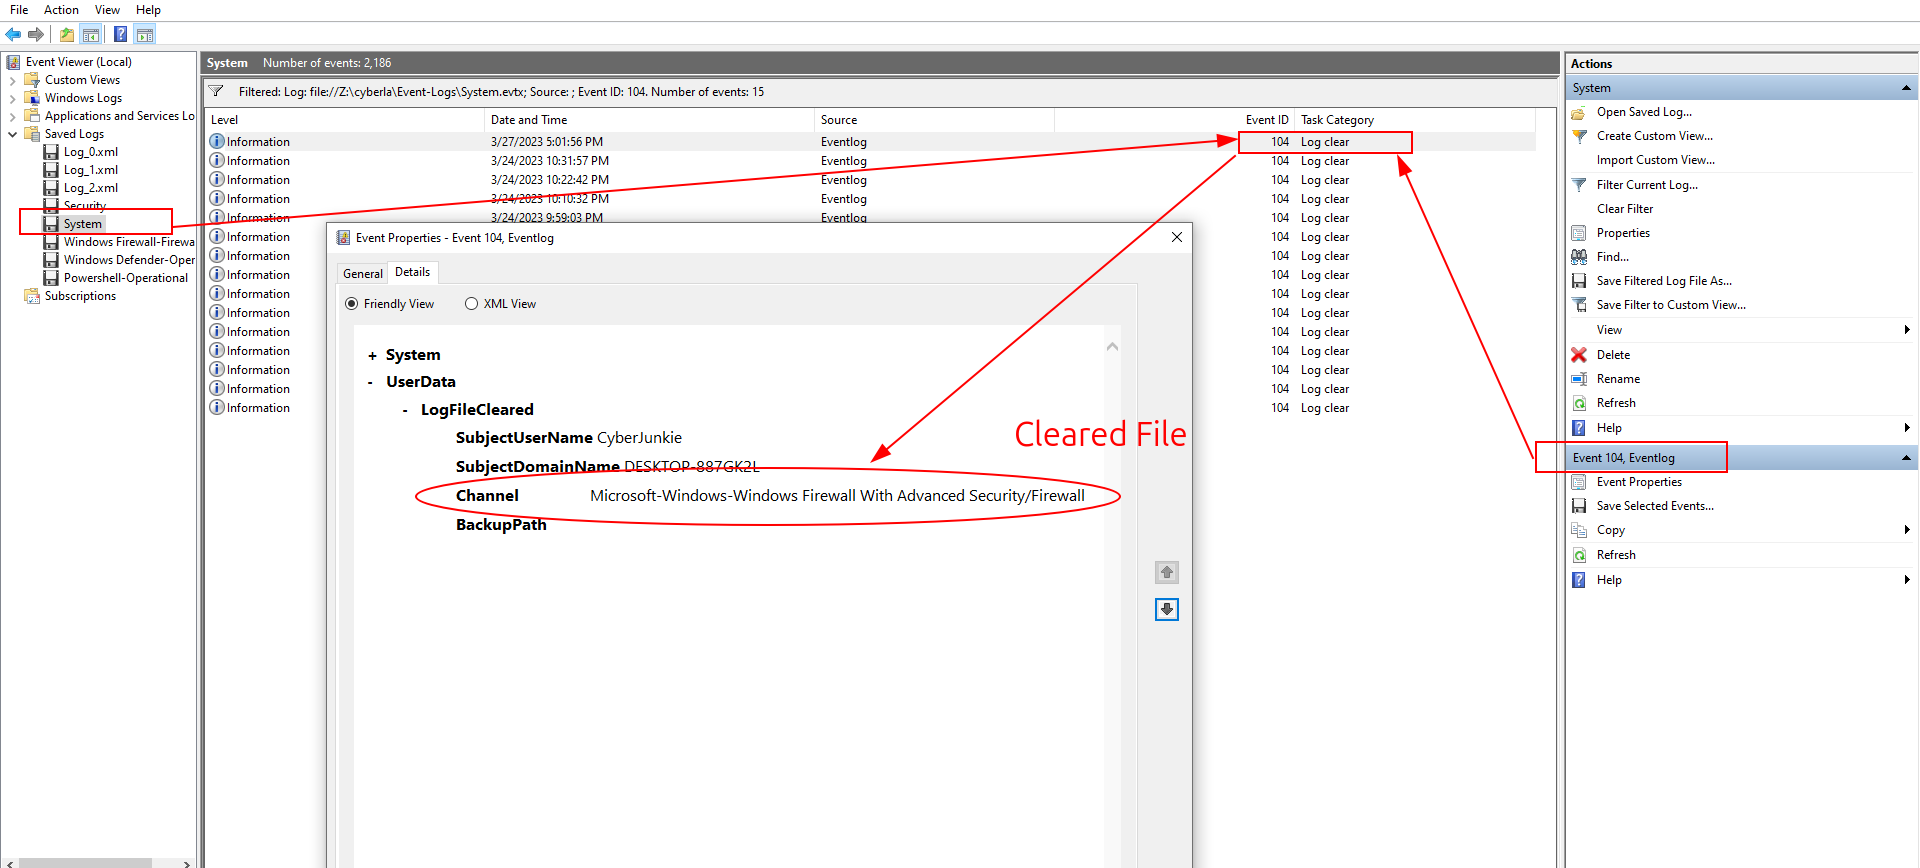 File Action View Help
Event Viewer (Local)
Custom Views
Windows Logs
Applications and Services Lo
Saved Logs
Log_0.xml
Log_1.xml
Log_2.xml
Security
System
Windows Firewall-Firewa
Windows Defender-Oper
Powershell-Operational
Subscriptions
System Number of events: 2,186
Filtered: Log: file://Z:\cyberla\Event-Logs\System.evtx; Source: ; Event ID: 104. Number of events: 15
Level Date and Time Source Event ID Task Category
Information 3/27/2023 5:01:56 PM Eventlog 104 Log clear
Information 3/24/2023 10:31:57 PM Eventlog 104 Log clear
Information 3/24/2023 10:22:42 PM Eventlog 104 Log clear
Information 3/24/2023 10:10:32 PM Eventlog 104 Log clear
Information 3/24/2023 9:59:03 PM Eventlog 104 Log clear
Information 104 Log clear
Information 104 Log clear
Information 104 Log clear
Information 104 Log clear
Information 104 Log clear
Information 104 Log clear
Information 104 Log clear
Information 104 Log clear
Information 104 Log clear
Information 104 Log clear
Event Properties - Event 104, Eventlog
General Details
Friendly View XML View
+ System
- UserData
- LogFileCleared
SubjectUserName CyberJunkie
SubjectDomainName DESKTOP-887GK2L
Channel Microsoft-Windows-Windows Firewall With Advanced Security/Firewall
BackupPath
Cleared File
Actions
System
Open Saved Log...
Create Custom View...
Import Custom View...
Filter Current Log...
Clear Filter
Properties
Find...
Save Filtered Log File As...
Save Filter to Custom View...
View
Delete
Rename
Refresh
Help
Event 104, Eventlog
Event Properties
Save Selected Events...
Copy
Refresh
Help